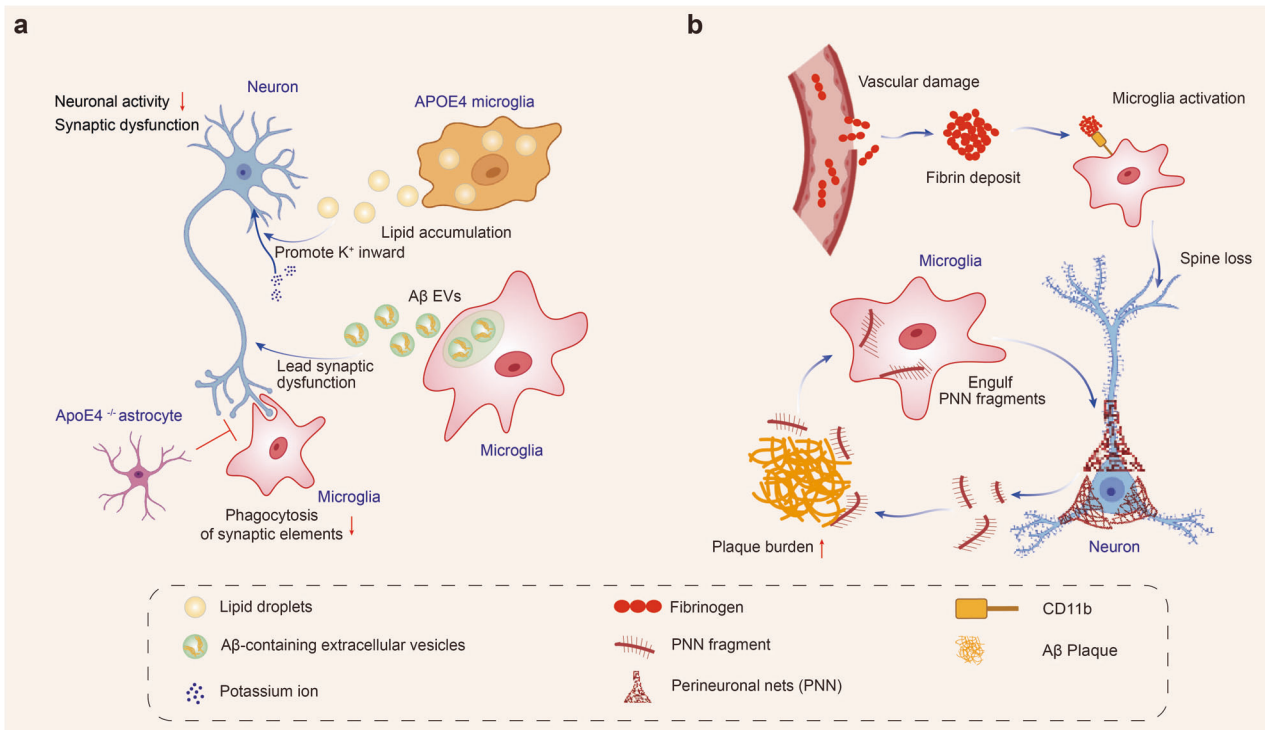 a
Neuron
Neuronal activity ↓
Synaptic dysfunction
APOE4 microglia
Lipid accumulation
Promote K⁺ inward
Aβ EVs
Lead synaptic
dysfunction
ApoE4 -/- astrocyte
Microglia
Microglia
Phagocytosis
of synaptic elements ↓
b
Vascular damage
Fibrin deposit
Microglia activation
Spine loss
Microglia
Engulf
PNN fragments
Plaque burden ↑
Neuron
Lipid droplets
Aβ-containing extracellular vesicles
Potassium ion
Fibrinogen
PNN fragment
Perineuronal nets (PNN)
CD11b
Aβ Plaque